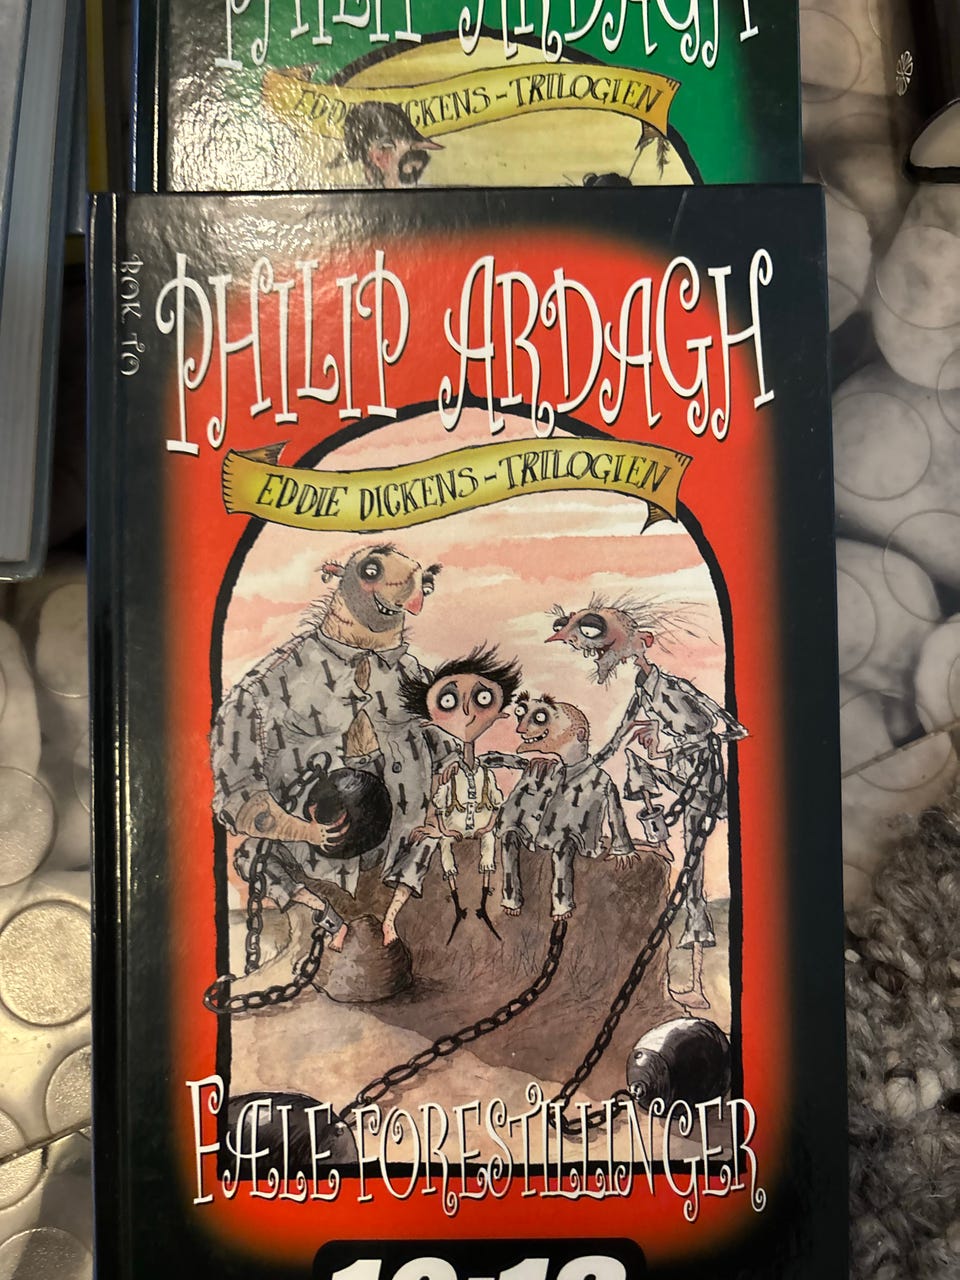 PHILIP ARDAGH
EDDIE DICKENS-TRILOGIEN
BOK TO
PHILIP ARDAGH
EDDIE DICKENS-TRILOGIEN
FÆLE FORESTILLINGER